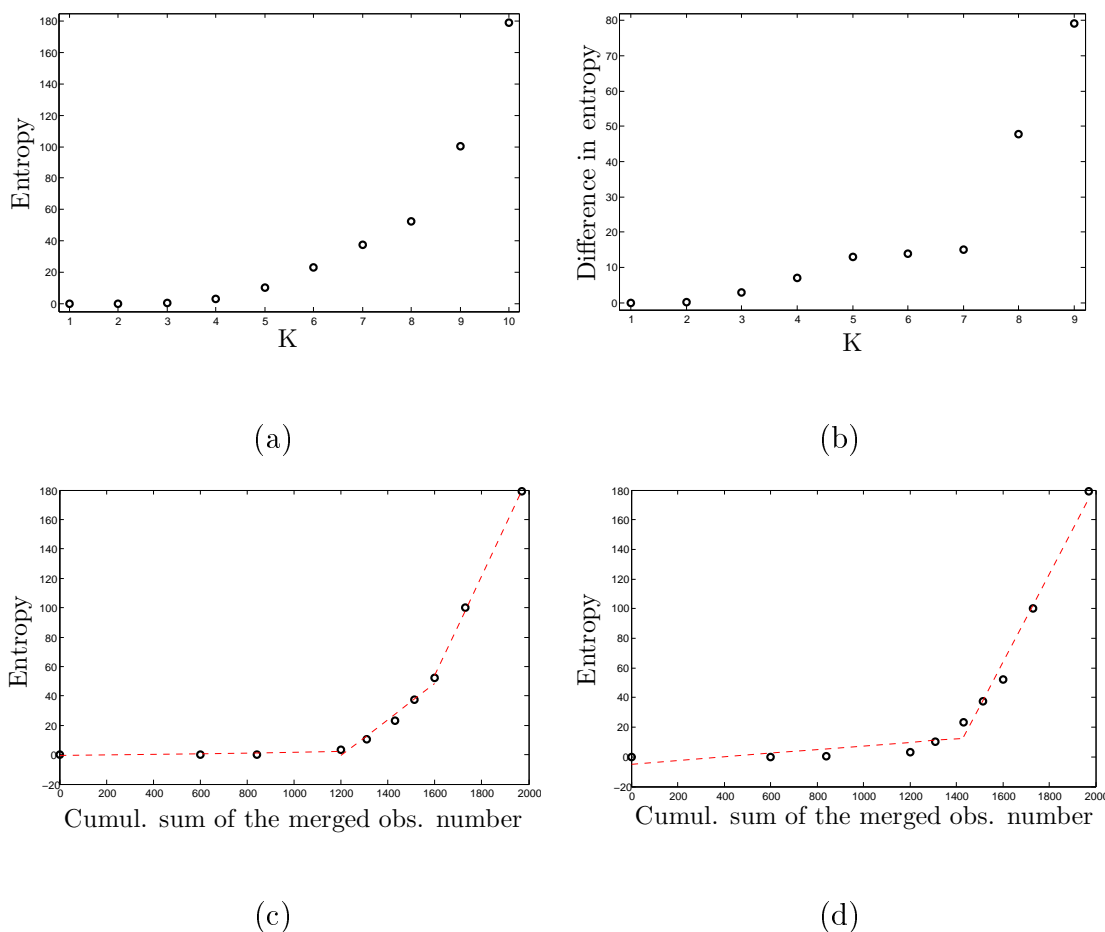 180
160
140
120
100
80
60
40
20
0
Entropy
1 2 3 4 5 6 7 8 9 10
K
(a)
80
70
60
50
40
30
20
10
0
Difference in entropy
1 2 3 4 5 6 7 8 9
K
(b)
180
160
140
120
100
80
60
40
20
0
−20
Entropy
0 200 400 600 800 1000 1200 1400 1600 1800 2000
Cumul. sum of the merged obs. number
(c)
180
160
140
120
100
80
60
40
20
0
−20
Entropy
0 200 400 600 800 1000 1200 1400 1600 1800 2000
Cumul. sum of the merged obs. number
(d)